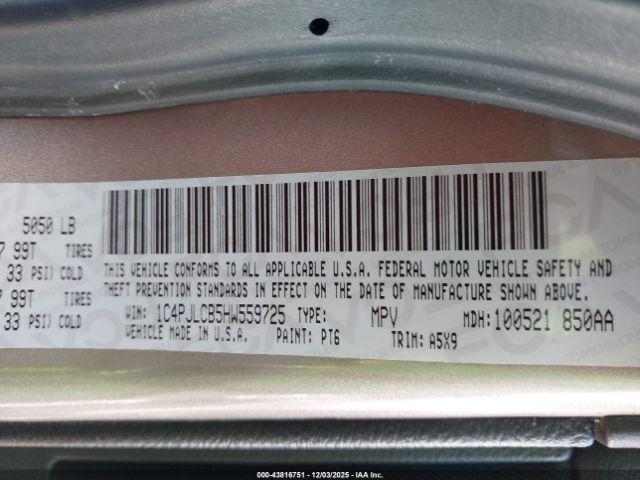 5050 LB
7 99T TIRES
33 PSI) COLD
99T TIRES
33 PSI) COLD
THIS VEHICLE CONFORMS TO ALL APPLICABLE U.S.A. FEDERAL MOTOR VEHICLE SAFETY AND
THEFT PREVENTION STANDARDS IN EFFECT ON THE DATE OF MANUFACTURE SHOWN ABOVE.
VIN: 1C4PJLCB5HW559725 TYPE: MPV MDH: 100521 850AA
VEHICLE MADE IN U.S.A. PAINT: PT6 TRIM: A5X9
000-43816751 - 12/03/2025 - IAA Inc.